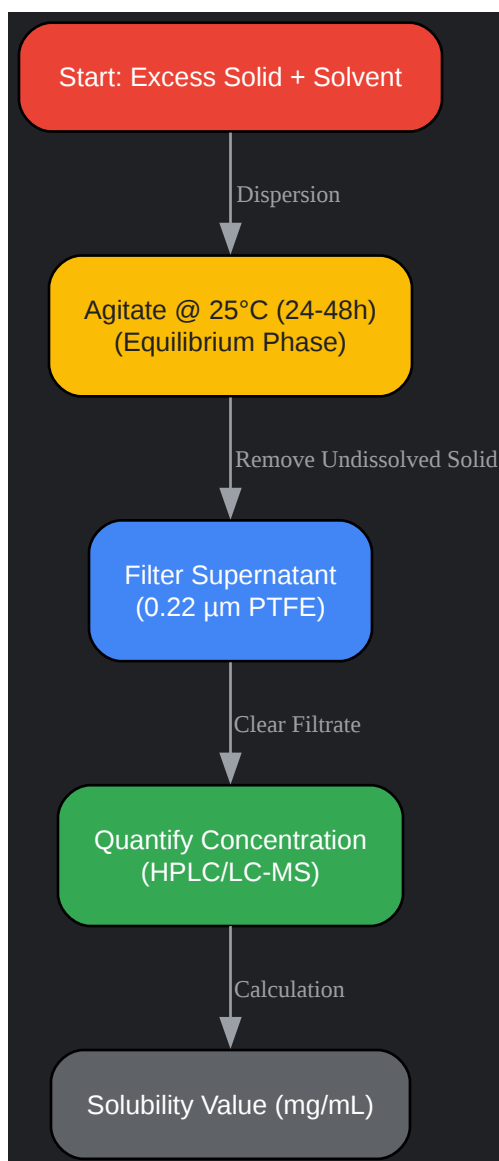 Start: Excess Solid + Solvent
Dispersion
Agitate @ 25°C (24-48h)
(Equilibrium Phase)
Remove Undissolved Solid
Filter Supernatant
(0.22 µm PTFE)
Clear Filtrate
Quantify Concentration
(HPLC/LC-MS)
Calculation
Solubility Value (mg/mL)